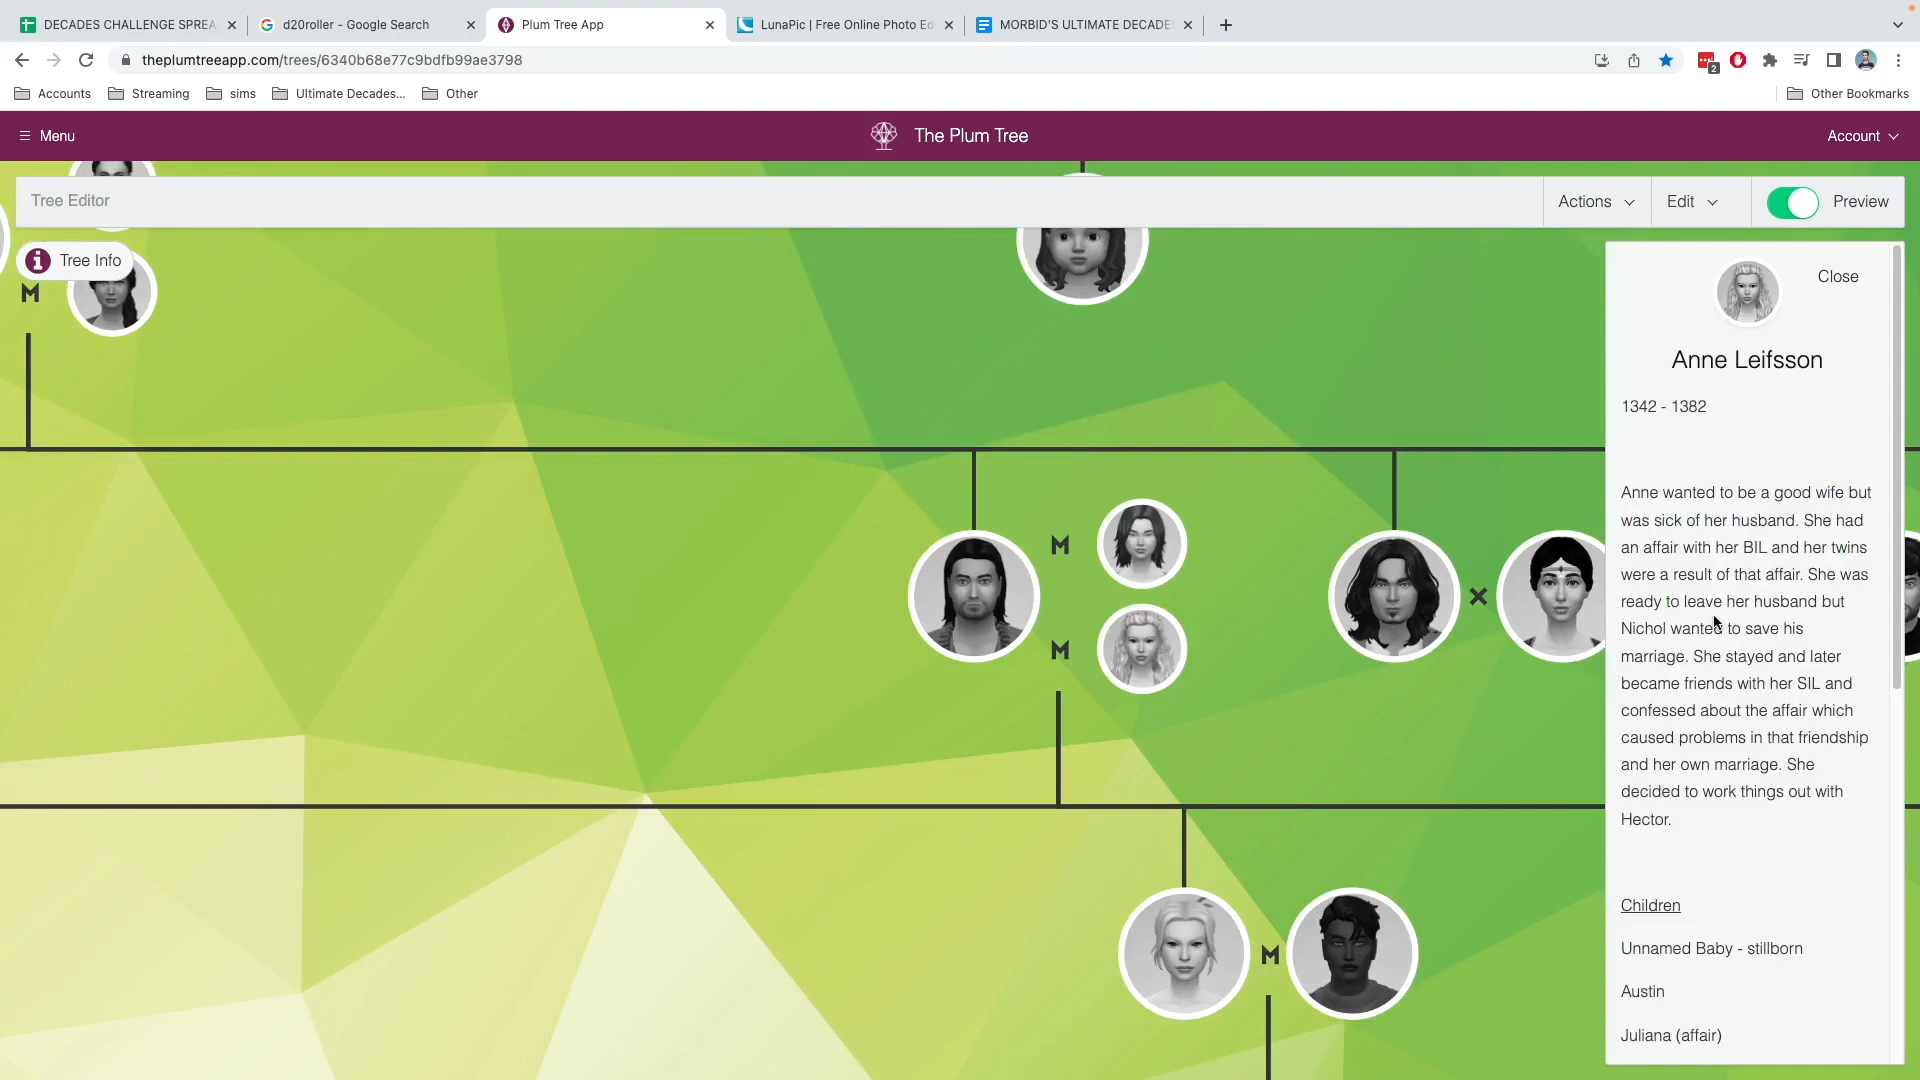 DECADES CHALLENGE SPREA
d20roller - Google Search
Plum Tree App
LunaPic | Free Online Photo Ed
MORBID'S ULTIMATE DECADES
theplumtreeapp.com/trees/6340b68e77c9bdfb99ae3798
2
Accounts
Streaming
sims
Ultimate Decades...
Other
Other Bookmarks
Menu
The Plum Tree
Account
Tree Editor
Actions
Edit
Preview
Tree Info
Close
M
Anne Leifsson
1342 - 1382
Anne wanted to be a good wife but
was sick of her husband. She had
an affair with her BIL and her twins
were a result of that affair. She was
ready to leave her husband but
Nichol wanted to save his
marriage. She stayed and later
became friends with her SIL and
confessed about the affair which
caused problems in that friendship
and her own marriage. She
decided to work things out with
Hector.
Children
Unnamed Baby - stillborn
Austin
Juliana (affair)
M
M
M